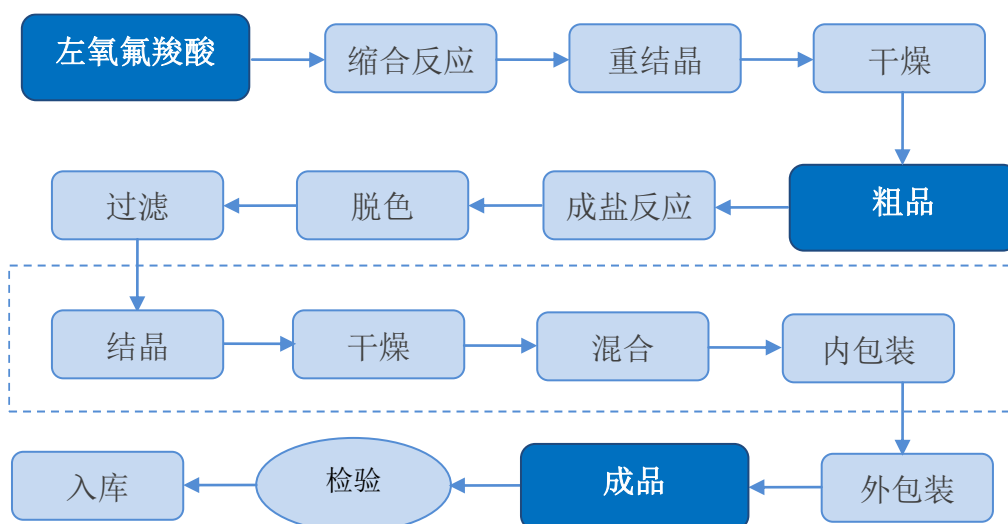 左氧氟羧酸
缩合反应
重结晶
干燥
粗品
成盐反应
脱色
过滤
结晶
干燥
混合
内包装
外包装
成品
检验
入库